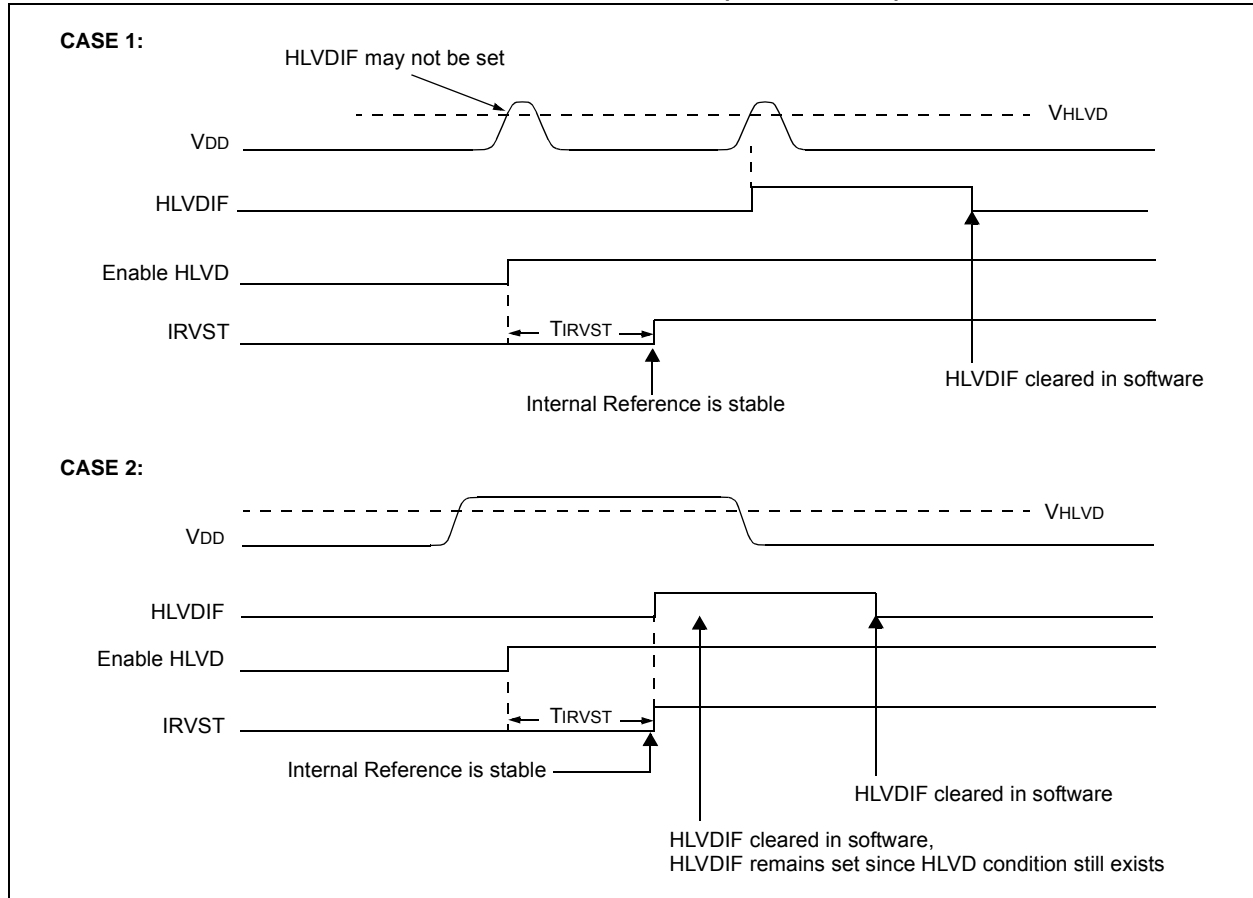 CASE 1:
HLVDIF may not be set
VHLVD
VDD
HLVDIF
Enable HLVD
TIRVST
IRVST
HLVDIF cleared in software
Internal Reference is stable
CASE 2:
VHLVD
VDD
HLVDIF
Enable HLVD
TIRVST
IRVST
Internal Reference is stable
HLVDIF cleared in software
HLVDIF cleared in software,
HLVDIF remains set since HLVD condition still exists